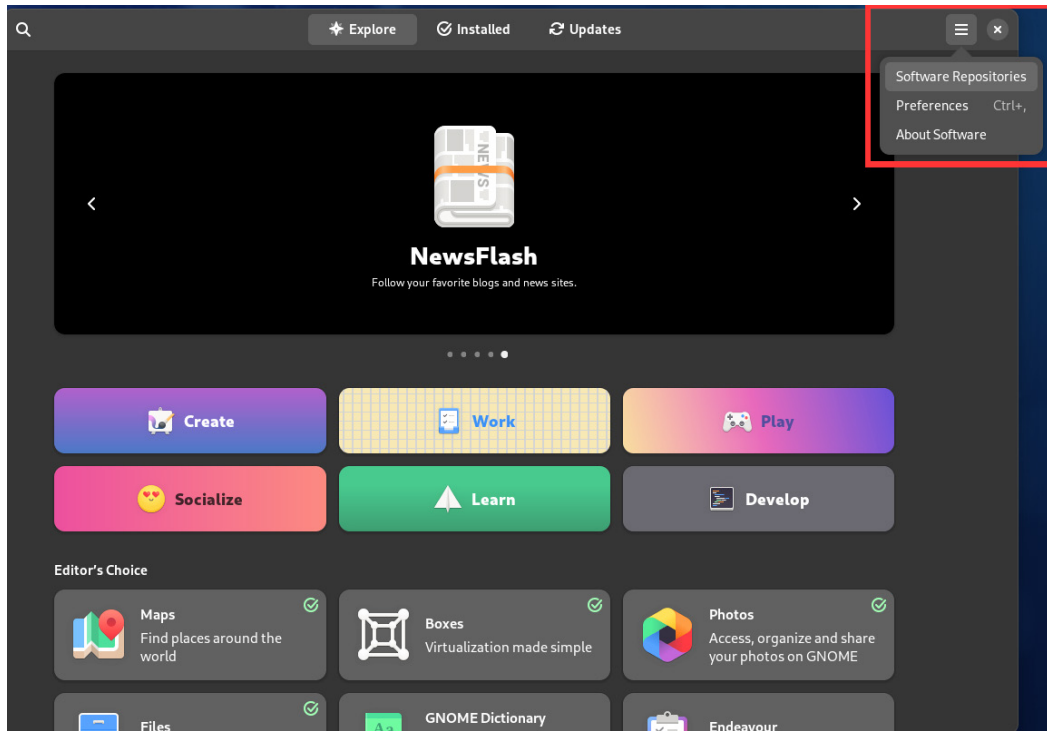 Explore
Installed
Updates
Software Repositories
Preferences Ctrl+,
About Software
NEWS
NewsFlash
Follow your favorite blogs and news sites.
Create
Work
Play
Socialize
Learn
Develop
Editor's Choice
Maps
Find places around the
world
Boxes
Virtualization made simple
Photos
Access, organize and share
your photos on GNOME
Files
Aa
GNOME Dictionary
Endeavour